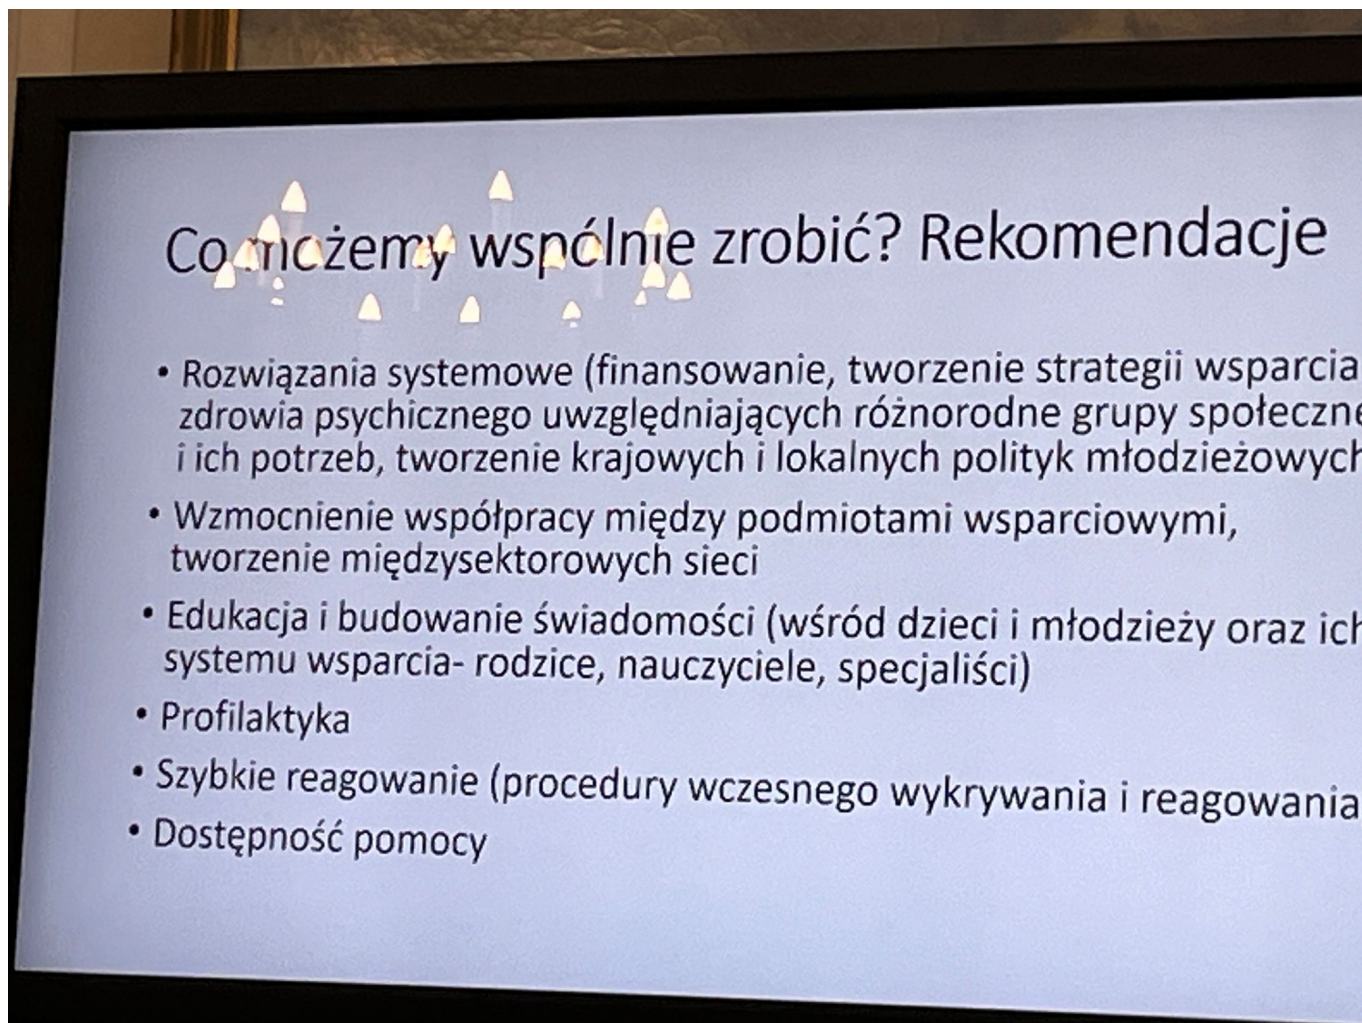 Co możemy wspólnie zrobić? Rekomendacje
• Rozwiązania systemowe (finansowanie, tworzenie strategii wsparcia
zdrowia psychicznego uwzględniających różnorodne grupy społeczne
i ich potrzeb, tworzenie krajowych i lokalnych polityk młodzieżowych
• Wzmocnienie współpracy między podmiotami wsparciowymi,
tworzenie międzysektorowych sieci
• Edukacja i budowanie świadomości (wśród dzieci i młodzieży oraz ich
systemu wsparcia- rodzice, nauczyciele, specjaliści)
• Profilaktyka
• Szybkie reagowanie (procedury wczesnego wykrywania i reagowania
• Dostępność pomocy